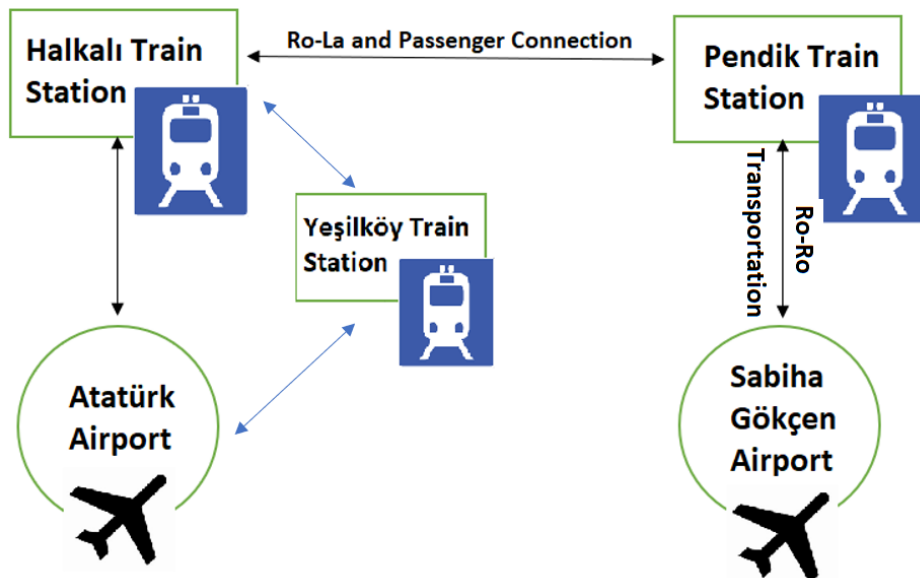 Halkalı Train
Station
Ro-La and Passenger Connection
Pendik Train
Station
Yeşilköy Train
Station
Transportation
Ro-Ro
Atatürk
Airport
Sabiha
Gökçen
Airport